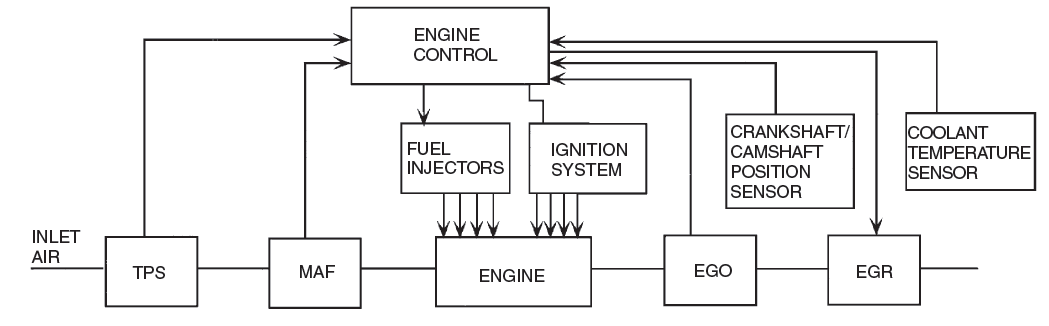 ENGINE
CONTROL
FUEL
INJECTORS
IGNITION
SYSTEM
CRANKSHAFT/
CAMSHAFT
POSITION
SENSOR
COOLANT
TEMPERATURE
SENSOR
INLET
AIR
TPS
MAF
ENGINE
EGO
EGR